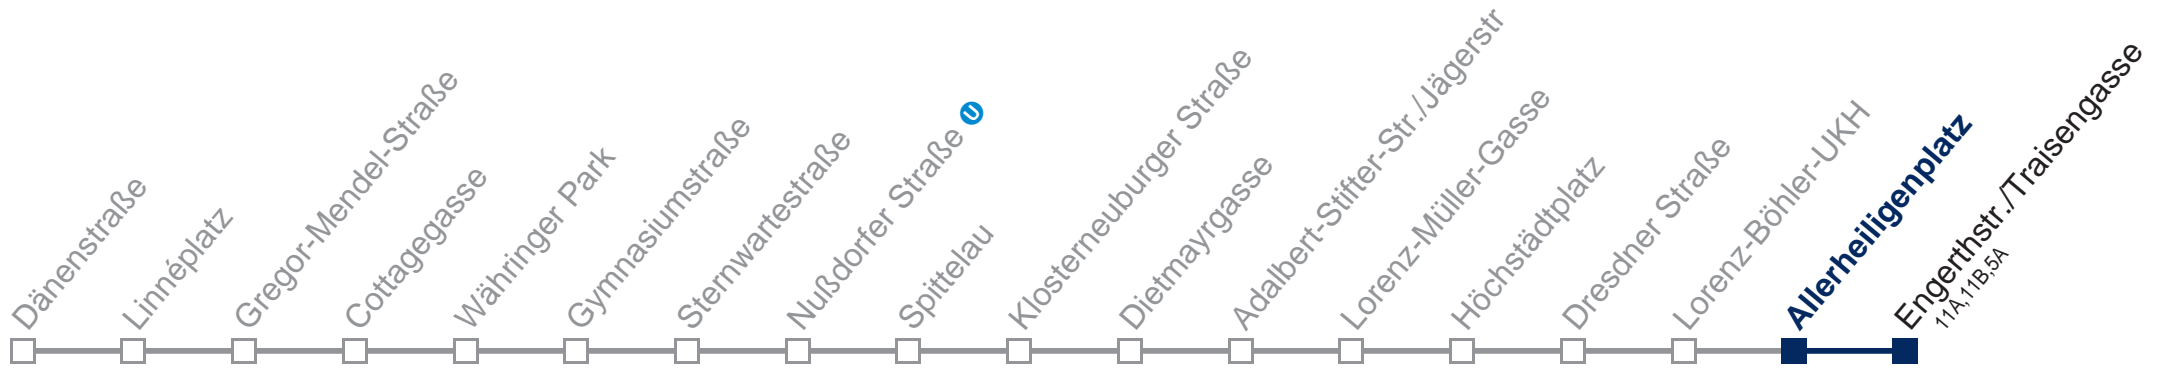 Dänenstraße
Linnéplatz
Gregor-Mendel-Straße
Cottagegasse
Währinger Park
Gymnasiumstraße
Sternwartestraße
Nußdorfer Straße U
Spittelau
Klosterneuburger Straße
Dietmayrgasse
Adalbert-Stifter-Str./Jägerstr
Lorenz-Müller-Gasse
Höchstädtplatz
Dresdner Straße
Lorenz-Böhler-UKH
Allerheiligenplatz
Engerthstr./Traisengasse
11A,11B,5A